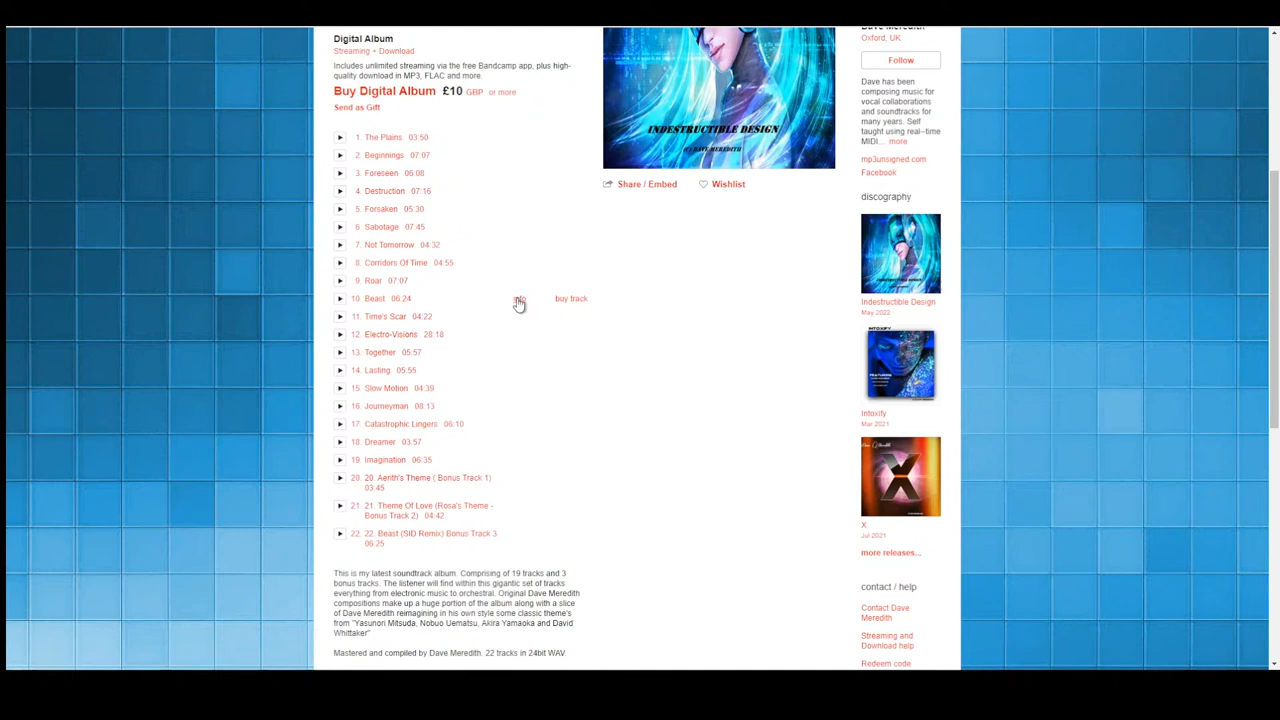 Digital Album
Streaming + Download
Includes unlimited streaming via the free Bandcamp app, plus high-
quality download in MP3, FLAC and more.
Buy Digital Album £10 GBP or more
Send as Gift
1. The Plains 03:50
2. Beginnings 07:07
3. Foreseen 06:08
4. Destruction 07:16
5. Forsaken 05:30
6. Sabotage 07:45
7. Not Tomorrow 04:32
8. Corridors Of Time 04:55
9. Roar 07:07
10. Beast 06:24 buy track
11. Time's Scar 04:22
12. Electro-Visions 28:18
13. Together 05:57
14. Lasting 05:55
15. Slow Motion 04:39
16. Journeyman 08:13
17. Catastrophic Lingers 06:10
18. Dreamer 03:57
19. Imagination 06:35
20. 20. Aerith's Theme ( Bonus Track 1)
03:45
21. 21. Theme Of Love (Rosa's Theme -
Bonus Track 2) 04:42
22. 22. Beast (SID Remix) Bonus Track 3
06:25
This is my latest soundtrack album. Comprising of 19 tracks and 3
bonus tracks. The listener will find within this gigantic set of tracks
everything from electronic music to orchestral. Original Dave Meredith
compositions make up a huge portion of the album along with a slice
of Dave Meredith reimagining in his own style some classic theme's
from "Yasunori Mitsuda, Nobuo Uematsu, Akira Yamaoka and David
Whittaker"
Mastered and compiled by Dave Meredith. 22 tracks in 24bit WAV.
INDESTRUCTIBLE DESIGN
(C) DAVE MEREDITH
Share / Embed
Wishlist
Dave Meredith
Oxford, UK
Follow
Dave has been
composing music for
vocal collaborations
and soundtracks for
many years. Self
taught using real-time
MIDI... more
mp3unsigned.com
Facebook
discography
Indestructible Design
May 2022
INTOXIFY
Intoxify
Mar 2021
X
X
Jul 2021
more releases...
contact / help
Contact Dave
Meredith
Streaming and
Download help
Redeem code